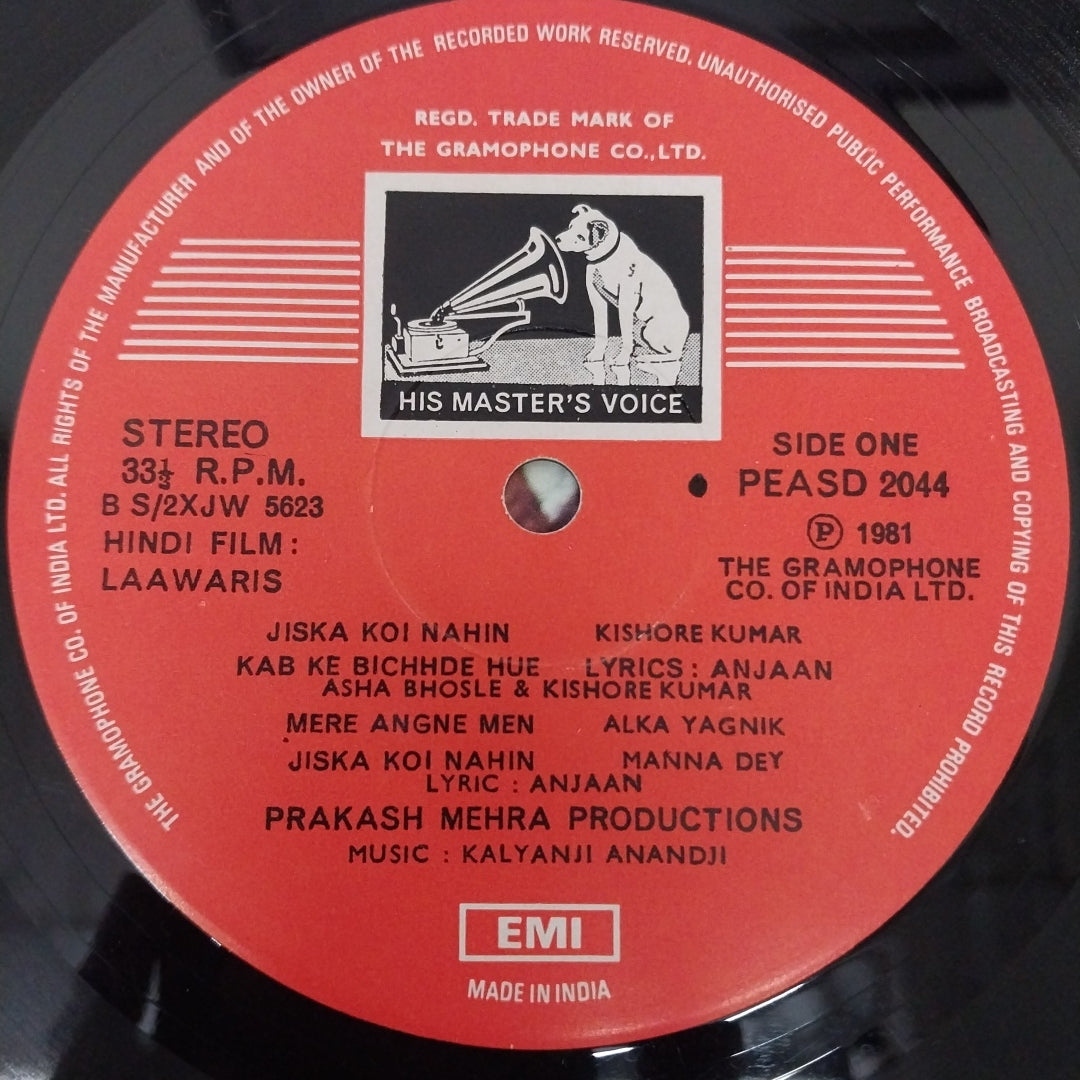 THE GRAMOPHONE CO. OF INDIA LTD. ALL RIGHTS OF THE MANUFACTURER AND OF THE OWNER OF THE RECORDED WORK RESERVED. UNAUTHORISED PUBLIC PERFORMANCE BROADCASTING AND COPYING OF THIS RECORD PROHIBITED.
REGD. TRADE MARK OF
THE GRAMOPHONE CO.,LTD.
HIS MASTER'S VOICE
STEREO
33⅓ R.P.M.
B S/2XJW 5623
HINDI FILM :
LAAWARIS
SIDE ONE
PEASD 2044
Ⓟ 1981
THE GRAMOPHONE
CO. OF INDIA LTD.
JISKA KOI NAHIN KISHORE KUMAR
KAB KE BICHHDE HUE LYRICS : ANJAAN
ASHA BHOSLE & KISHORE KUMAR
MERE ANGNE MEN ALKA YAGNIK
JISKA KOI NAHIN MANNA DEY
LYRIC : ANJAAN
PRAKASH MEHRA PRODUCTIONS
MUSIC : KALYANJI ANANDJI
EMI
MADE IN INDIA